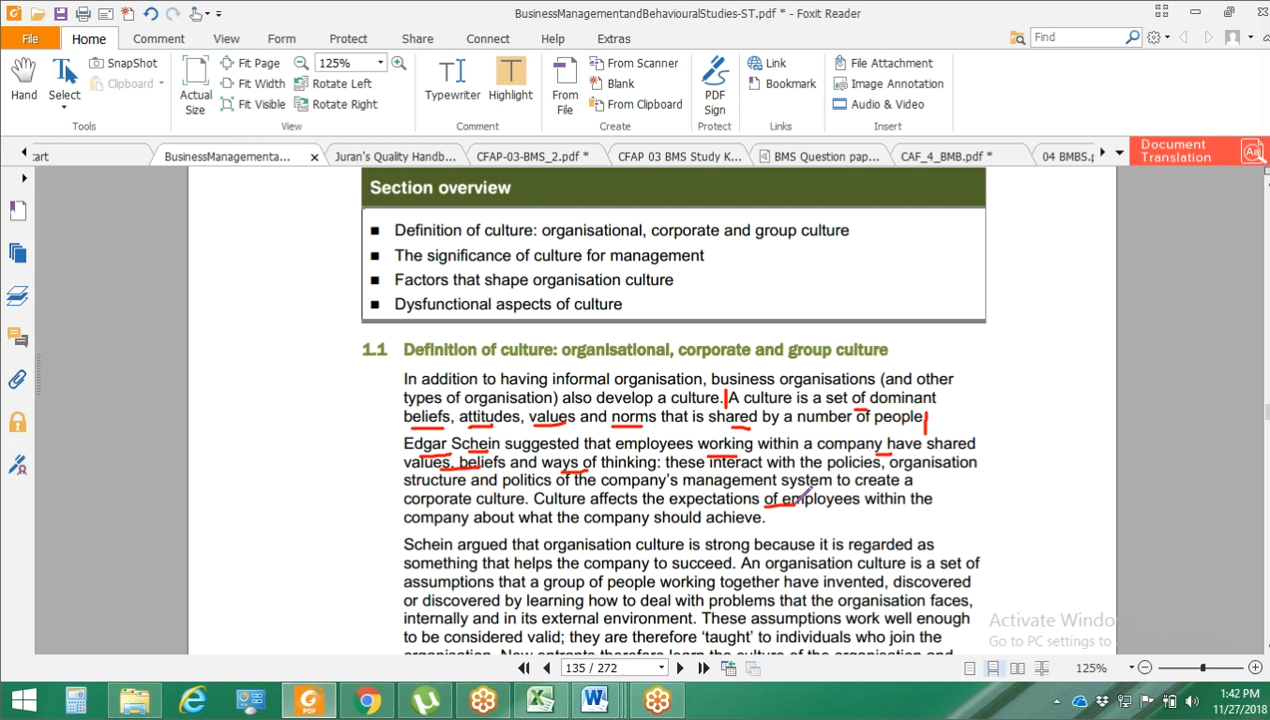 BusinessManagementandBehaviouralStudies-ST.pdf * - Foxit Reader
File Home Comment View Form Protect Share Connect Help Extras Find
Hand Select SnapShot Clipboard Actual Size Fit Page Fit Width Fit Visible 125% Rotate Left Rotate Right Typewriter Highlight From File From Scanner Blank From Clipboard PDF Sign Link Bookmark File Attachment Image Annotation Audio & Video
Tools View Comment Create Protect Links Insert
tart BusinessManagementa... Juran's Quality Handb... CFAP-03-BMS_2.pdf * CFAP 03 BMS Study K... BMS Question pap... CAF_4_BMB.pdf * 04 BMBS.p Document Translation
Section overview
■ Definition of culture: organisational, corporate and group culture
■ The significance of culture for management
■ Factors that shape organisation culture
■ Dysfunctional aspects of culture
1.1 Definition of culture: organisational, corporate and group culture
In addition to having informal organisation, business organisations (and other
types of organisation) also develop a culture. A culture is a set of dominant
beliefs, attitudes, values and norms that is shared by a number of people
Edgar Schein suggested that employees working within a company have shared
values, beliefs and ways of thinking: these interact with the policies, organisation
structure and politics of the company's management system to create a
corporate culture. Culture affects the expectations of employees within the
company about what the company should achieve.
Schein argued that organisation culture is strong because it is regarded as
something that helps the company to succeed. An organisation culture is a set of
assumptions that a group of people working together have invented, discovered
or discovered by learning how to deal with problems that the organisation faces,
internally and in its external environment. These assumptions work well enough
to be considered valid; they are therefore 'taught' to individuals who join the
organisation. New entrants therefore learn the culture of the organisation and
Activate Windo
Go to PC settings to
135 / 272 125%
1:42 PM
11/27/2018